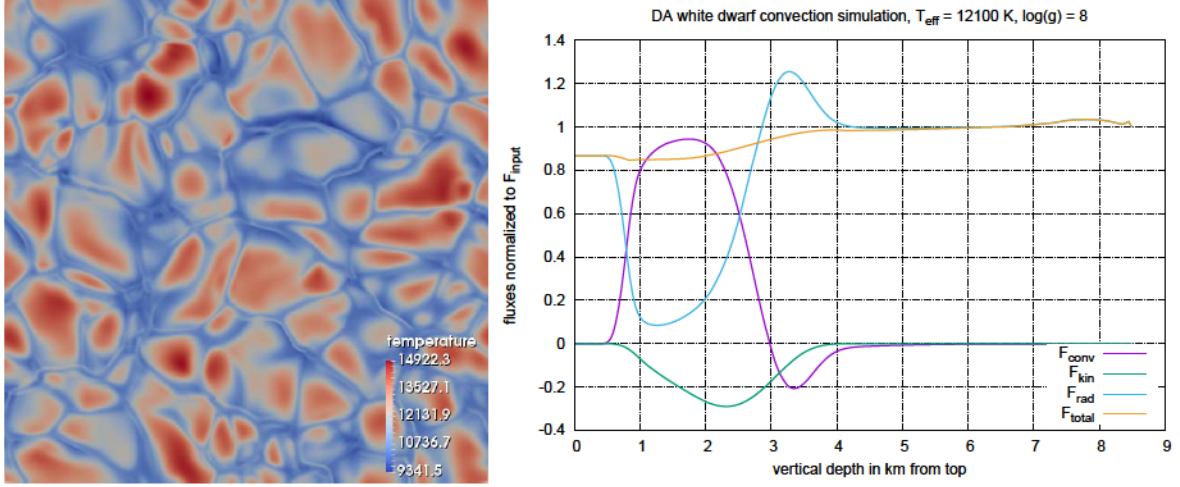 temperature
14922.3
13527.1
12131.9
10736.7
9341.5
DA white dwarf convection simulation, Teff = 12100 K, log(g) = 8
fluxes normalized to Finput
1.4
1.2
1
0.8
0.6
0.4
0.2
0
-0.2
-0.4
Fconv
Fkin
Frad
Ftotal
0 1 2 3 4 5 6 7 8 9
vertical depth in km from top